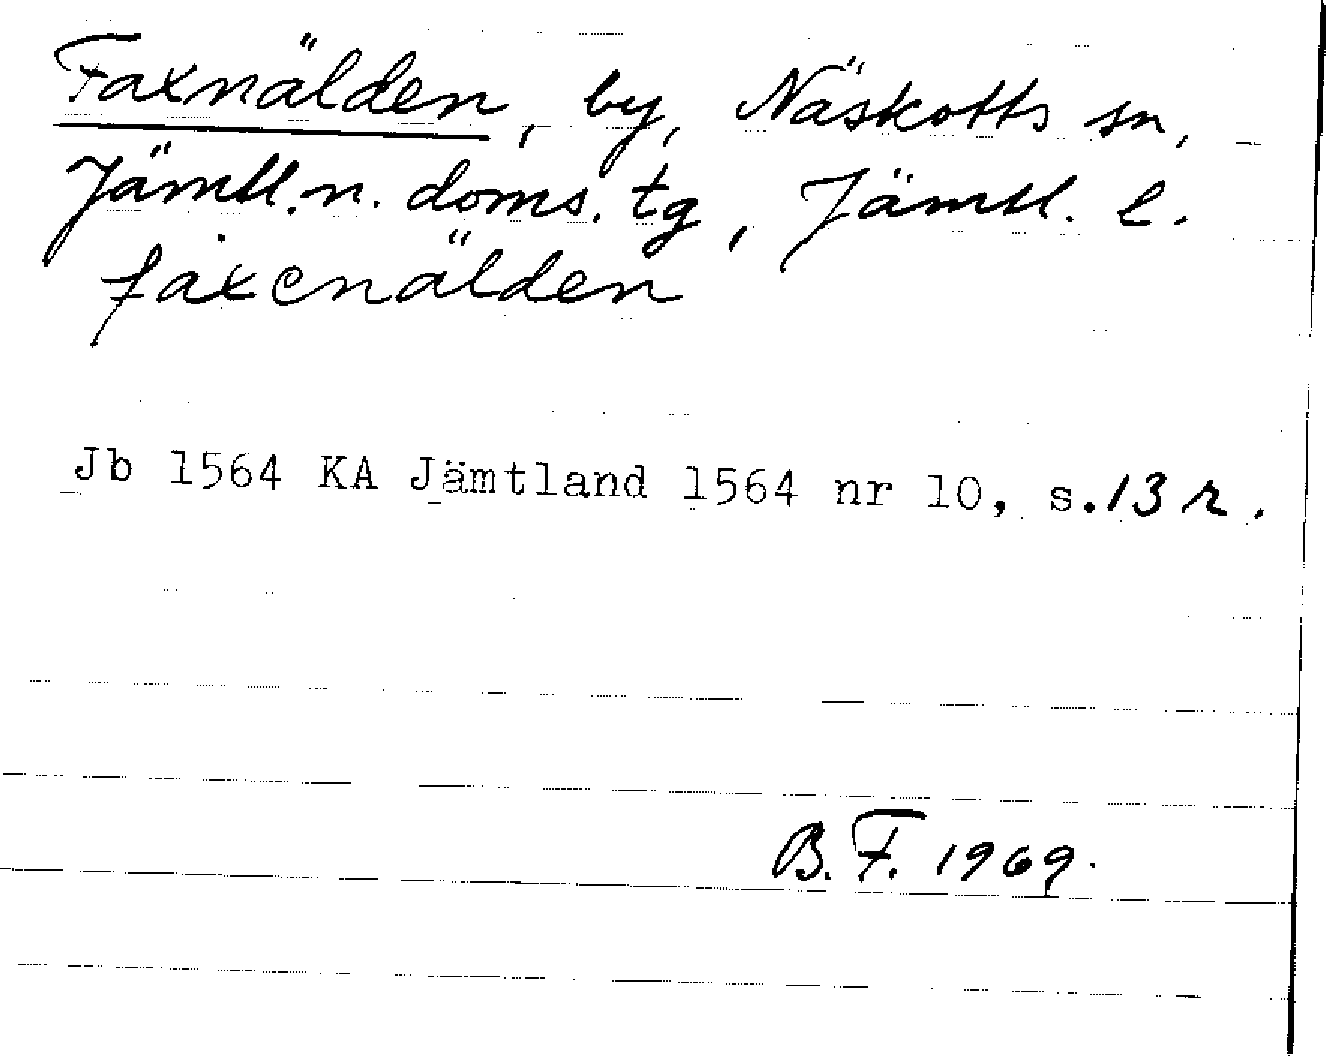 Faxnälden, by, Näskotts sn,
Jämtl. n. doms. tg, Jämtl. l.
faxenälden
Jb 1564 KA Jämtland 1564 nr 10, s. 13 r.
B. F. 1969.